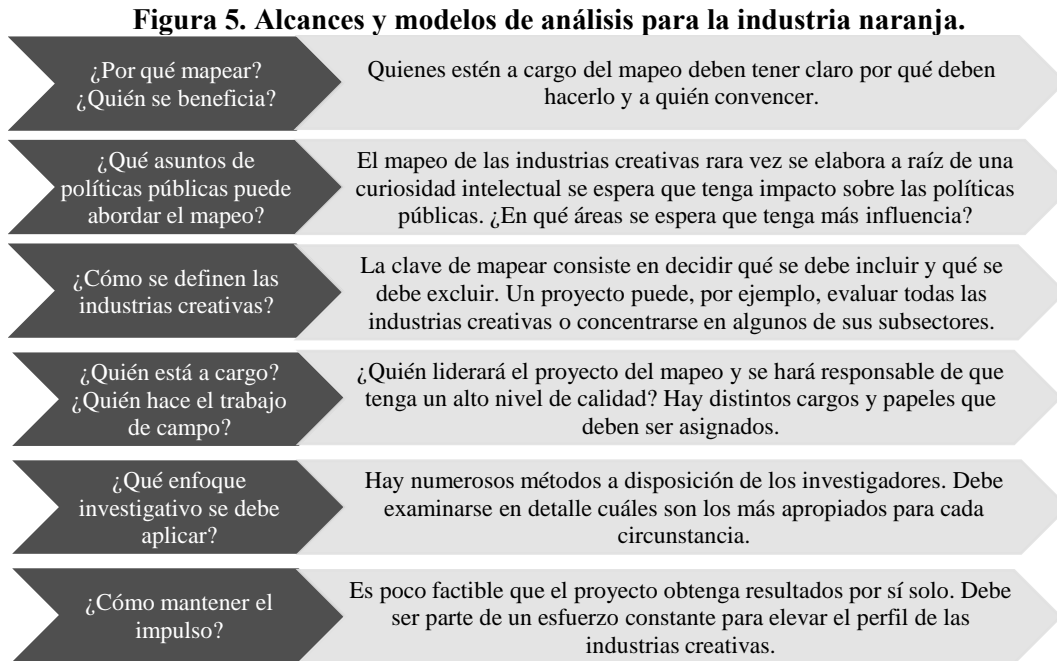 Figura 5. Alcances y modelos de análisis para la industria naranja.
¿Por qué mapear?
¿Quién se beneficia?
Quienes estén a cargo del mapeo deben tener claro por qué deben
hacerlo y a quién convencer.
¿Qué asuntos de
políticas públicas puede
abordar el mapeo?
El mapeo de las industrias creativas rara vez se elabora a raíz de una
curiosidad intelectual se espera que tenga impacto sobre las políticas
públicas. ¿En qué áreas se espera que tenga más influencia?
¿Cómo se definen las
industrias creativas?
La clave de mapear consiste en decidir qué se debe incluir y qué se
debe excluir. Un proyecto puede, por ejemplo, evaluar todas las
industrias creativas o concentrarse en algunos de sus subsectores.
¿Quién está a cargo?
¿Quién hace el trabajo
de campo?
¿Quién liderará el proyecto del mapeo y se hará responsable de que
tenga un alto nivel de calidad? Hay distintos cargos y papeles que
deben ser asignados.
¿Qué enfoque
investigativo se debe
aplicar?
Hay numerosos métodos a disposición de los investigadores. Debe
examinarse en detalle cuáles son los más apropiados para cada
circunstancia.
¿Cómo mantener el
impulso?
Es poco factible que el proyecto obtenga resultados por sí solo. Debe
ser parte de un esfuerzo constante para elevar el perfil de las
industrias creativas.